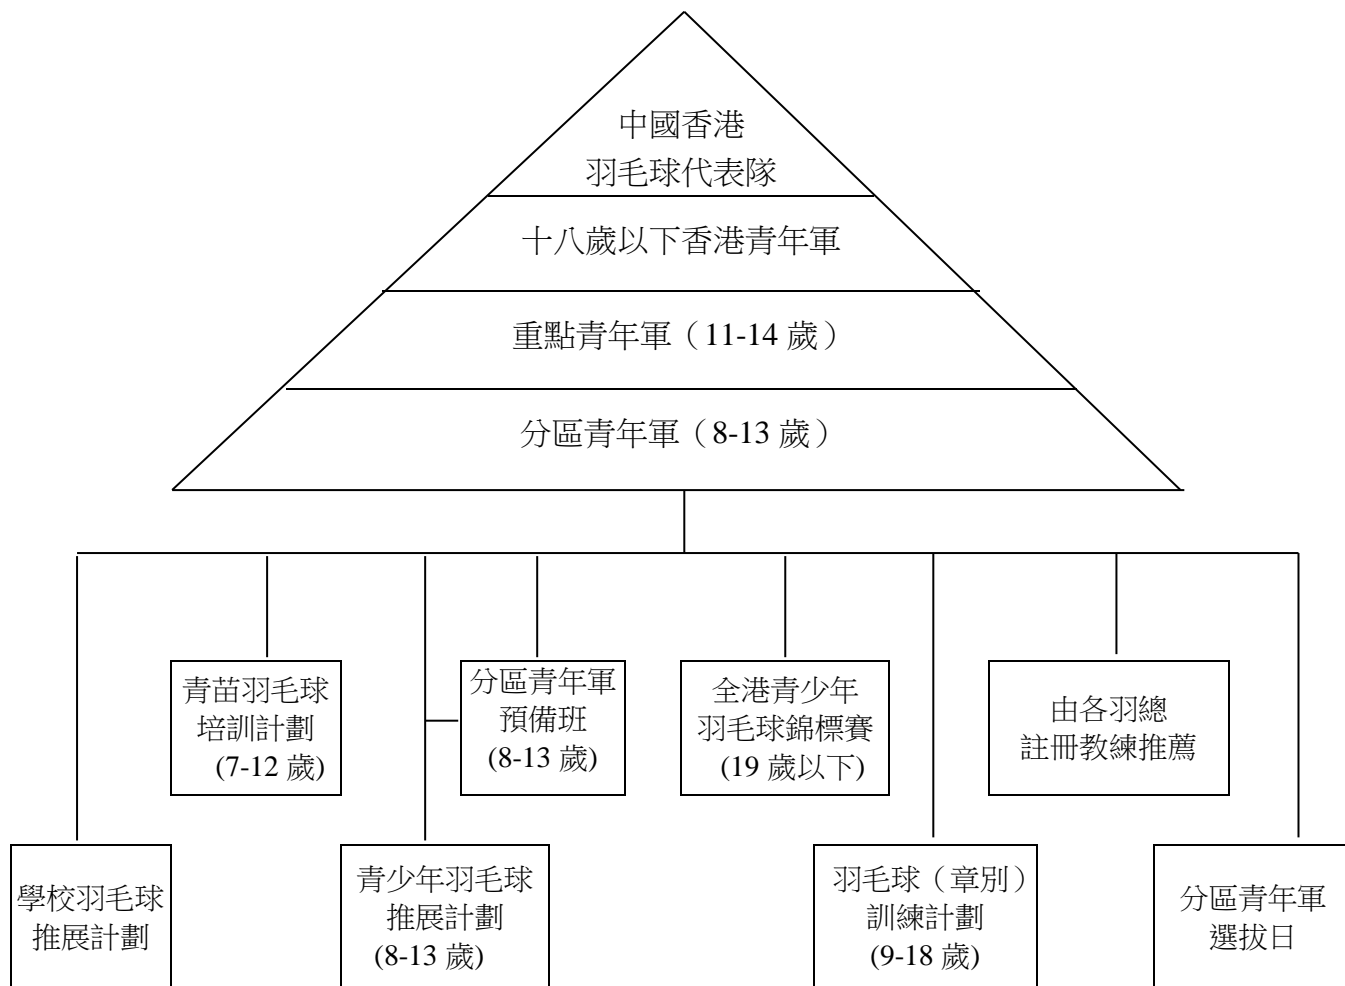 中國香港
羽毛球代表隊
十八歲以下香港青年軍
重點青年軍（11-14 歲）
分區青年軍（8-13 歲）
青苗羽毛球
培訓計劃
(7-12 歲)
分區青年軍
預備班
(8-13 歲)
全港青少年
羽毛球錦標賽
(19 歲以下)
由各羽總
註冊教練推薦
學校羽毛球
推展計劃
青少年羽毛球
推展計劃
(8-13 歲)
羽毛球（章別）
訓練計劃
(9-18 歲)
分區青年軍
選拔日